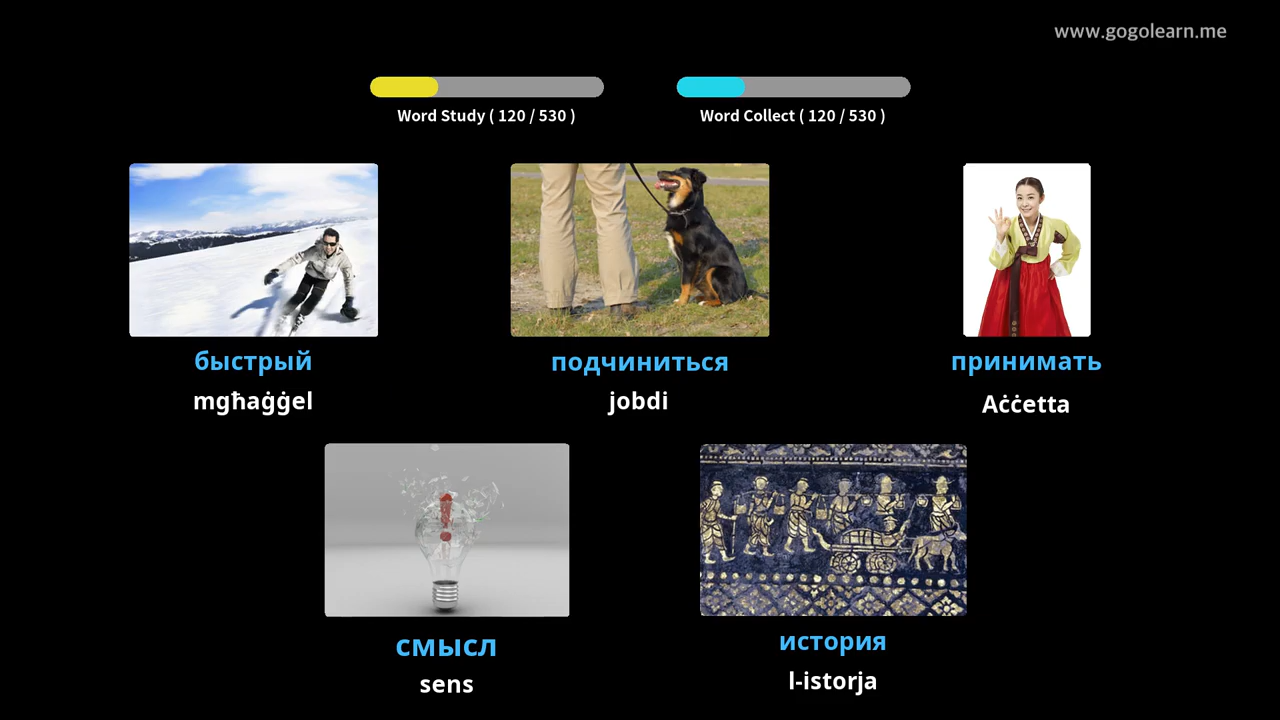 www.gogolearn.me
Word Study ( 120 / 530 )
Word Collect ( 120 / 530 )
быстрый
mgħaġġel
подчиниться
jobdi
принимать
Aċċetta
смысл
sens
история
l-istorja